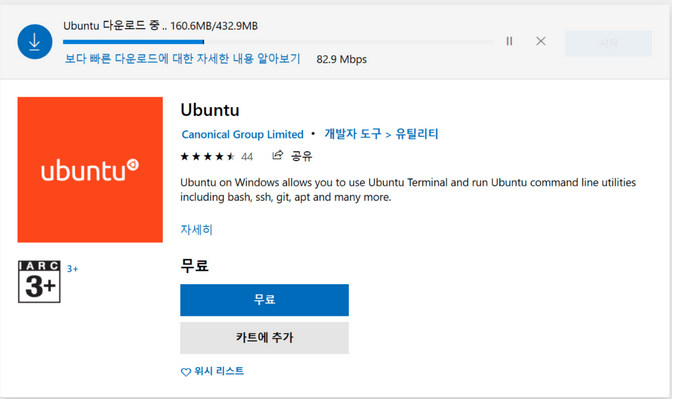 Ubuntu 다운로드 중 .. 160.6MB/432.9MB
보다 빠른 다운로드에 대한 자세한 내용 알아보기 82.9 Mbps
ubuntu
Ubuntu
Canonical Group Limited • 개발자 도구 > 유틸리티
44 공유
Ubuntu on Windows allows you to use Ubuntu Terminal and run Ubuntu command line utilities
including bash, ssh, git, apt and many more.
자세히
IARC
3+
3+
무료
무료
카트에 추가
위시 리스트